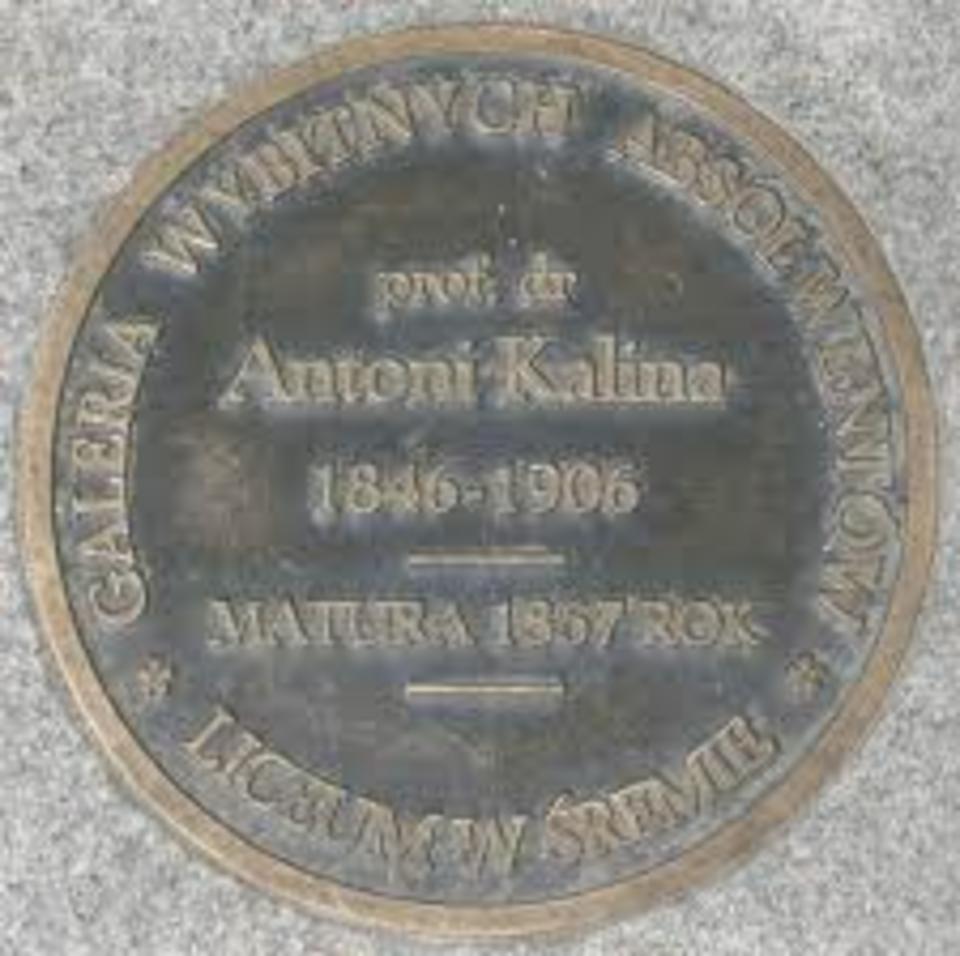 GALERIA WYBITNYCH ABSOLWENTÓW
prof. dr
Antoni Kalina
1846-1906
MATURA 1867 ROK
* LICEUM W ŚREMIE *